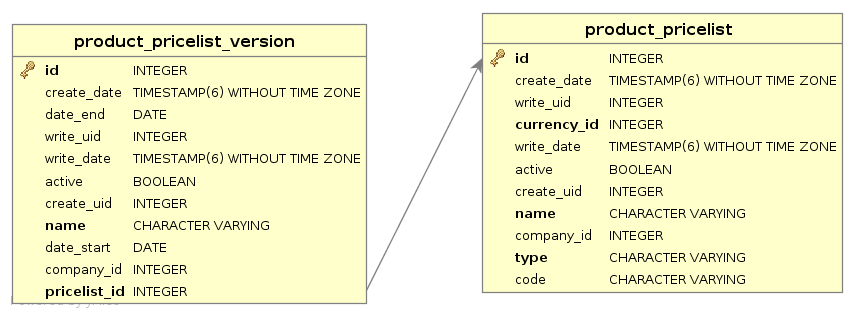 product_pricelist_version
id INTEGER
create_date TIMESTAMP(6) WITHOUT TIME ZONE
date_end DATE
write_uid INTEGER
write_date TIMESTAMP(6) WITHOUT TIME ZONE
active BOOLEAN
create_uid INTEGER
name CHARACTER VARYING
date_start DATE
company_id INTEGER
pricelist_id INTEGER
product_pricelist
id INTEGER
create_date TIMESTAMP(6) WITHOUT TIME ZONE
write_uid INTEGER
currency_id INTEGER
write_date TIMESTAMP(6) WITHOUT TIME ZONE
active BOOLEAN
create_uid INTEGER
name CHARACTER VARYING
company_id INTEGER
type CHARACTER VARYING
code CHARACTER VARYING